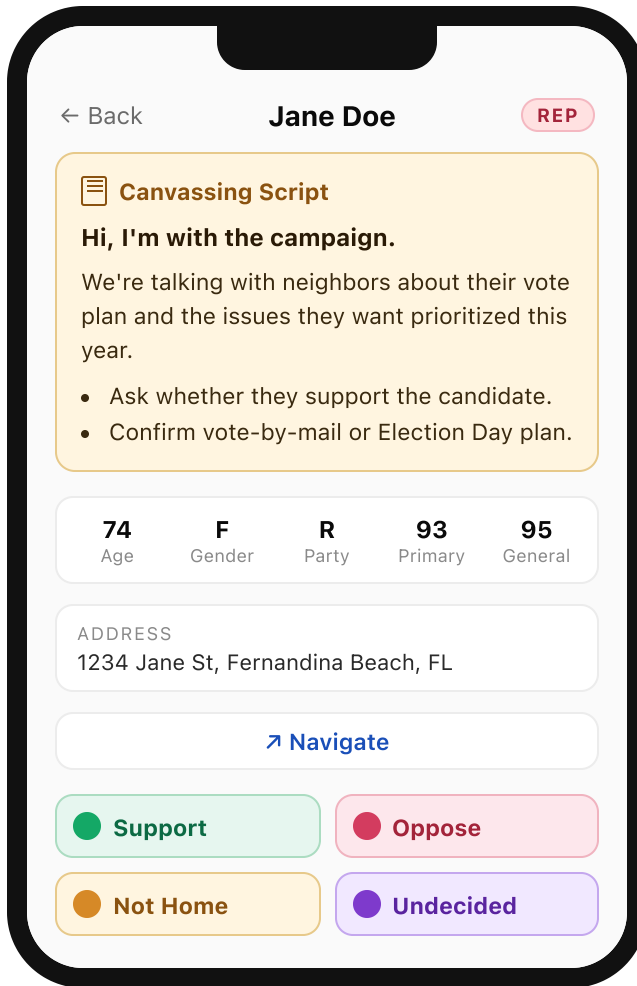 ← Back
Jane Doe
REP
Canvassing Script
Hi, I'm with the campaign.
We're talking with neighbors about their vote
plan and the issues they want prioritized this
year.
• Ask whether they support the candidate.
• Confirm vote-by-mail or Election Day plan.
74 F R 93 95
Age Gender Party Primary General
ADDRESS
1234 Jane St, Fernandina Beach, FL
↗ Navigate
Support
Oppose
Not Home
Undecided